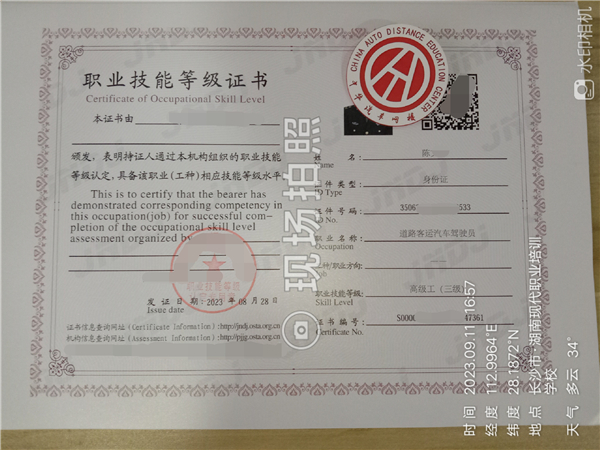 职业技能等级证书
Certificate of Occupational Skill Level
本证书由
颁发，表明持证人通过本机构组织的职业技能
等级认定，具备该职业(工种)相应技能等级水平。
This is to certify that the bearer has
demonstrated corresponding competency in
this occupation(job) for successful com-
pletion of the occupational skill level
assessment organized by
职业技能等级
发证日期：2023年08月28日
Issue date
证书信息查询网址(Certificate Information):http://jndj.osta.org.cn
机构信息查询网址(Assessment Information):http://pjjg.osta.org.cn
CHINA AUTO DISTANCE EDUCATION CENTER
姓名：陈
Name
证件类型：身份证
ID Type
证件号码：3506 533
ID No.
职业名称：道路客运汽车驾驶员
Occupation
工种/职业方向：
Job
职业技能等级：高级工（三级）
Skill Level
证书编号：S000 47361
Certificate No.
现场拍照
水印相机
时间 2023.09.11 16:57
经度 112.9964°E
纬度 28.1872°N
地点 长沙市·湖南现代职业培训
学校
天气 多云 34°